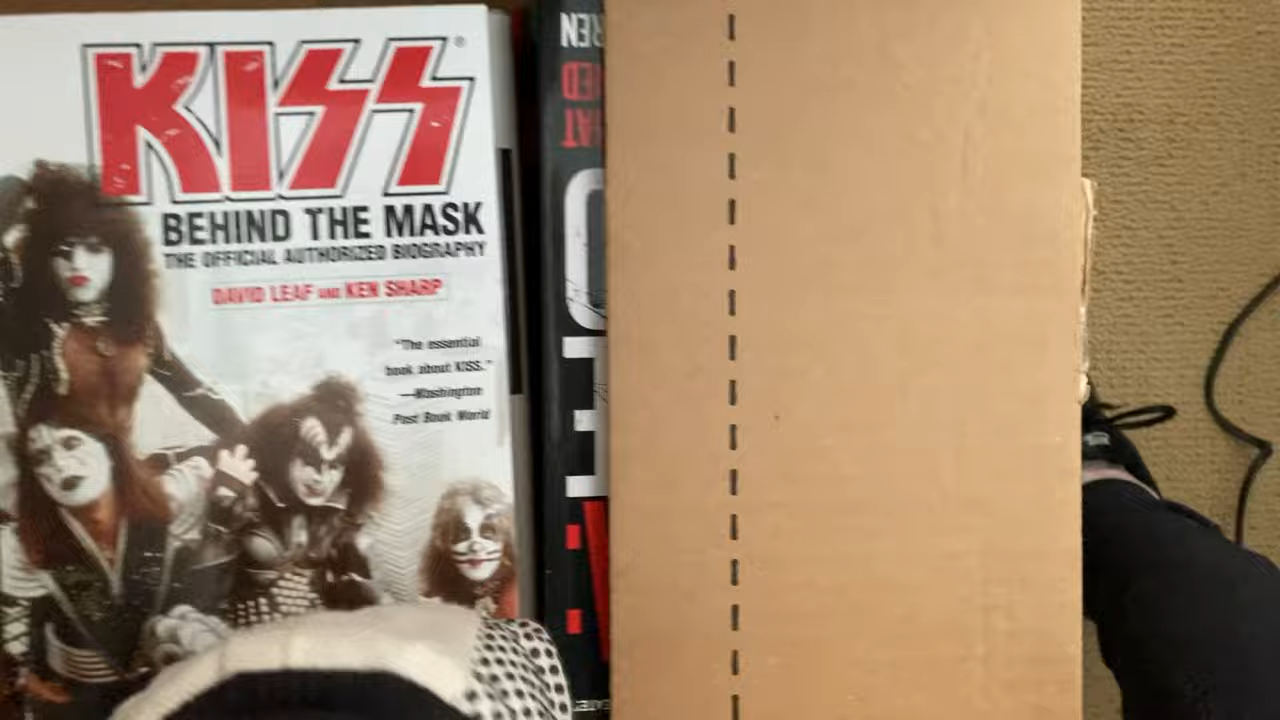 KISS®
BEHIND THE MASK
THE OFFICIAL AUTHORIZED BIOGRAPHY
DAVID LEAF AND KEN SHARP
"The essential
book about KISS."
—Washington
Post Book World